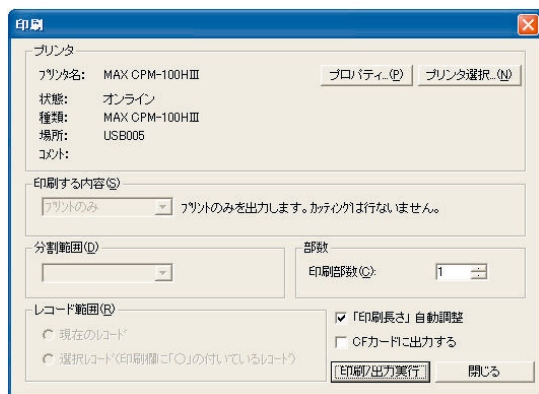 印刷
プリンタ
プリンタ名: MAX CPM-100HⅢ プロパティ...(P) プリンタ選択...(N)
状態: オンライン
種類: MAX CPM-100HⅢ
場所: USB005
コメント:
印刷する内容(S)
プリントのみ プリントのみを出力します。カッティングは行ないません。
分割範囲(D) 部数
印刷部数(C): 1
レコード範囲(R)
「印刷長さ」自動調整
現在のレコード
CFカードに出力する
選択レコード(印刷欄に「○」の付いているレコード)
印刷/出力実行 閉じる